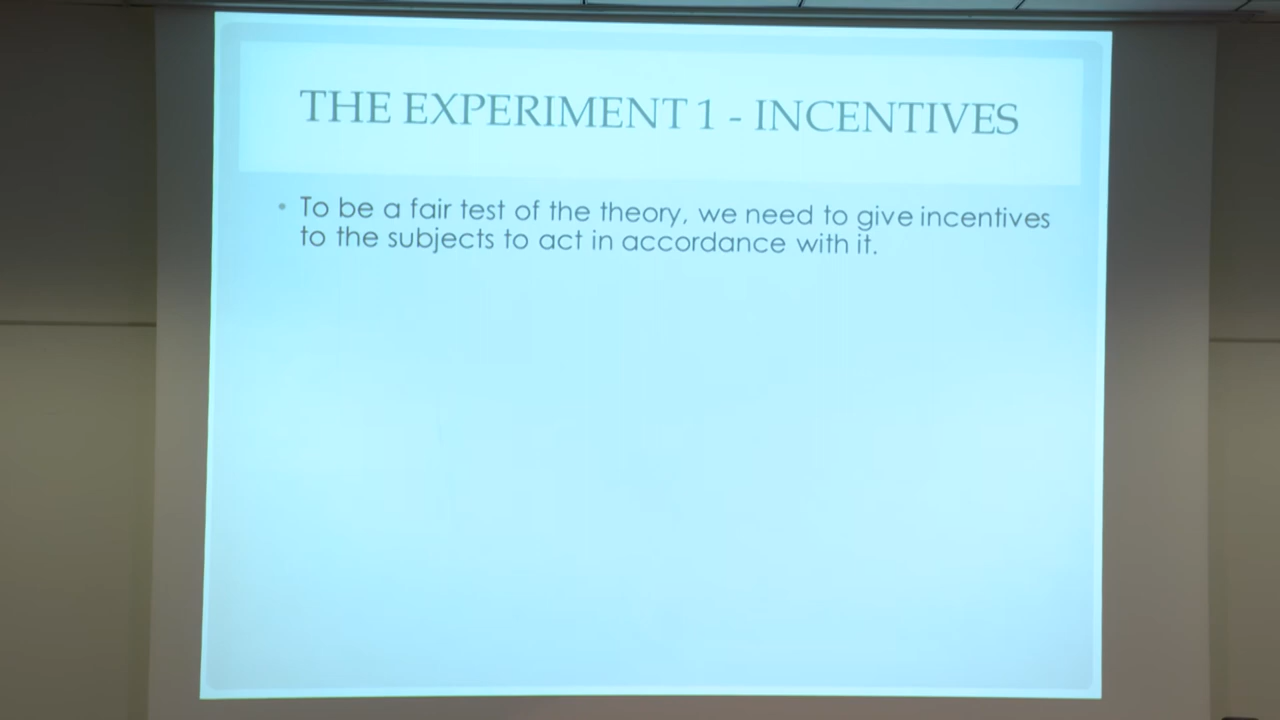 THE EXPERIMENT 1 - INCENTIVES
• To be a fair test of the theory, we need to give incentives
to the subjects to act in accordance with it.